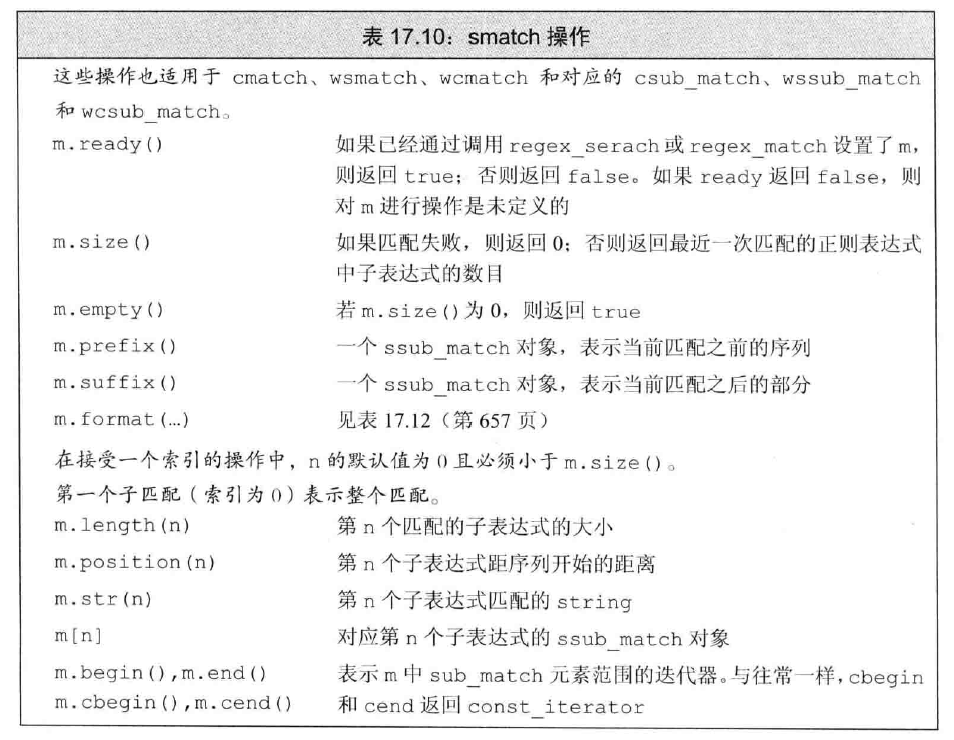 表 17.10：smatch 操作
这些操作也适用于 cmatch、wsmatch、wcmatch 和对应的 csub_match、wssub_match
和 wcsub_match。
m.ready() 如果已经通过调用 regex_serach 或 regex_match 设置了 m，
则返回 true；否则返回 false。如果 ready 返回 false，则
对 m 进行操作是未定义的
m.size() 如果匹配失败，则返回 0；否则返回最近一次匹配的正则表达式
中子表达式的数目
m.empty() 若 m.size()为 0，则返回 true
m.prefix() 一个 ssub_match 对象，表示当前匹配之前的序列
m.suffix() 一个 ssub_match 对象，表示当前匹配之后的部分
m.format(…) 见表 17.12（第 657 页）
在接受一个索引的操作中，n 的默认值为 0 且必须小于 m.size()。
第一个子匹配（索引为 0）表示整个匹配。
m.length(n) 第 n 个匹配的子表达式的大小
m.position(n) 第 n 个子表达式距序列开始的距离
m.str(n) 第 n 个子表达式匹配的 string
m[n] 对应第 n 个子表达式的 ssub_match 对象
m.begin(),m.end() 表示 m 中 sub_match 元素范围的迭代器。与往常一样，cbegin
m.cbegin(),m.cend() 和 cend 返回 const_iterator